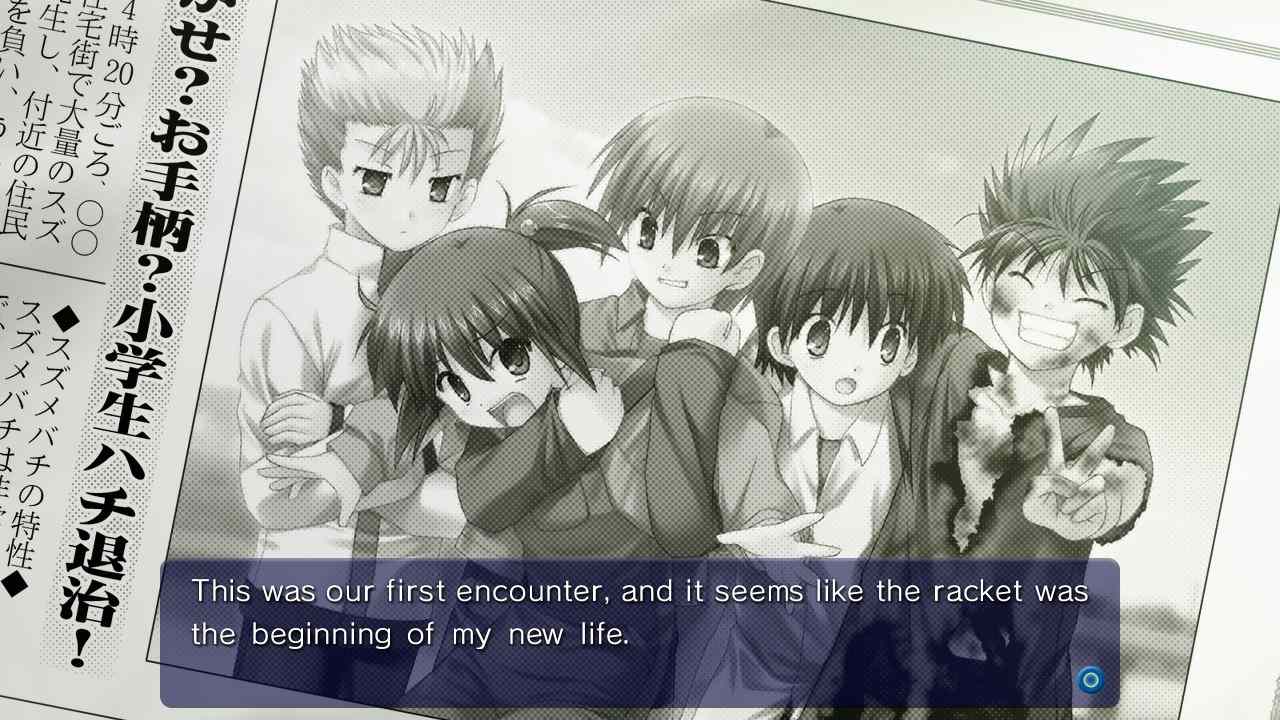 がせ？お手柄？小学生ハチ退治！
4時20分ごろ、〇〇
住宅街で大量のスズ
生し、付近の住民
を負い、
◆スズメバチの特性◆
スズメバチは
This was our first encounter, and it seems like the racket was
the beginning of my new life.